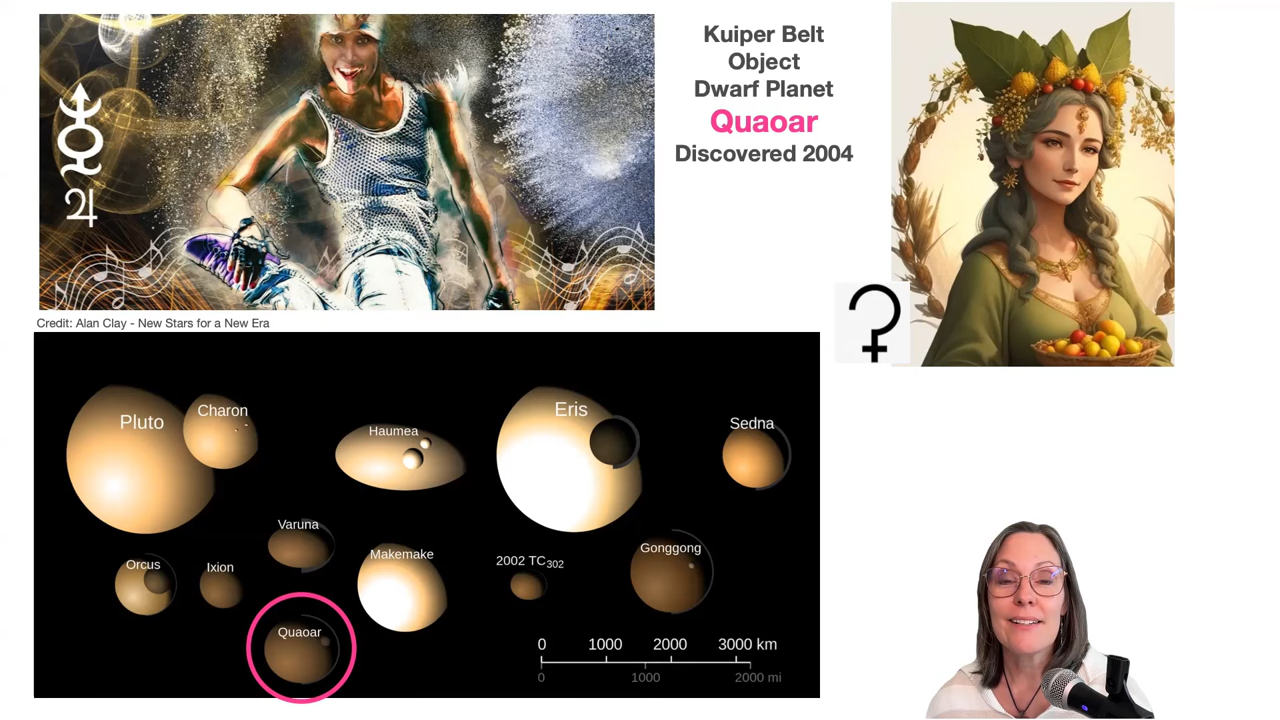 Kuiper Belt
Object
Dwarf Planet
Quaoar
Discovered 2004
Credit: Alan Clay - New Stars for a New Era
Pluto
Charon
Haumea
Eris
Sedna
Varuna
Orcus
Ixion
Makemake
2002 TC302
Gonggong
Quaoar
0 1000 2000 3000 km
0 1000 2000 mi